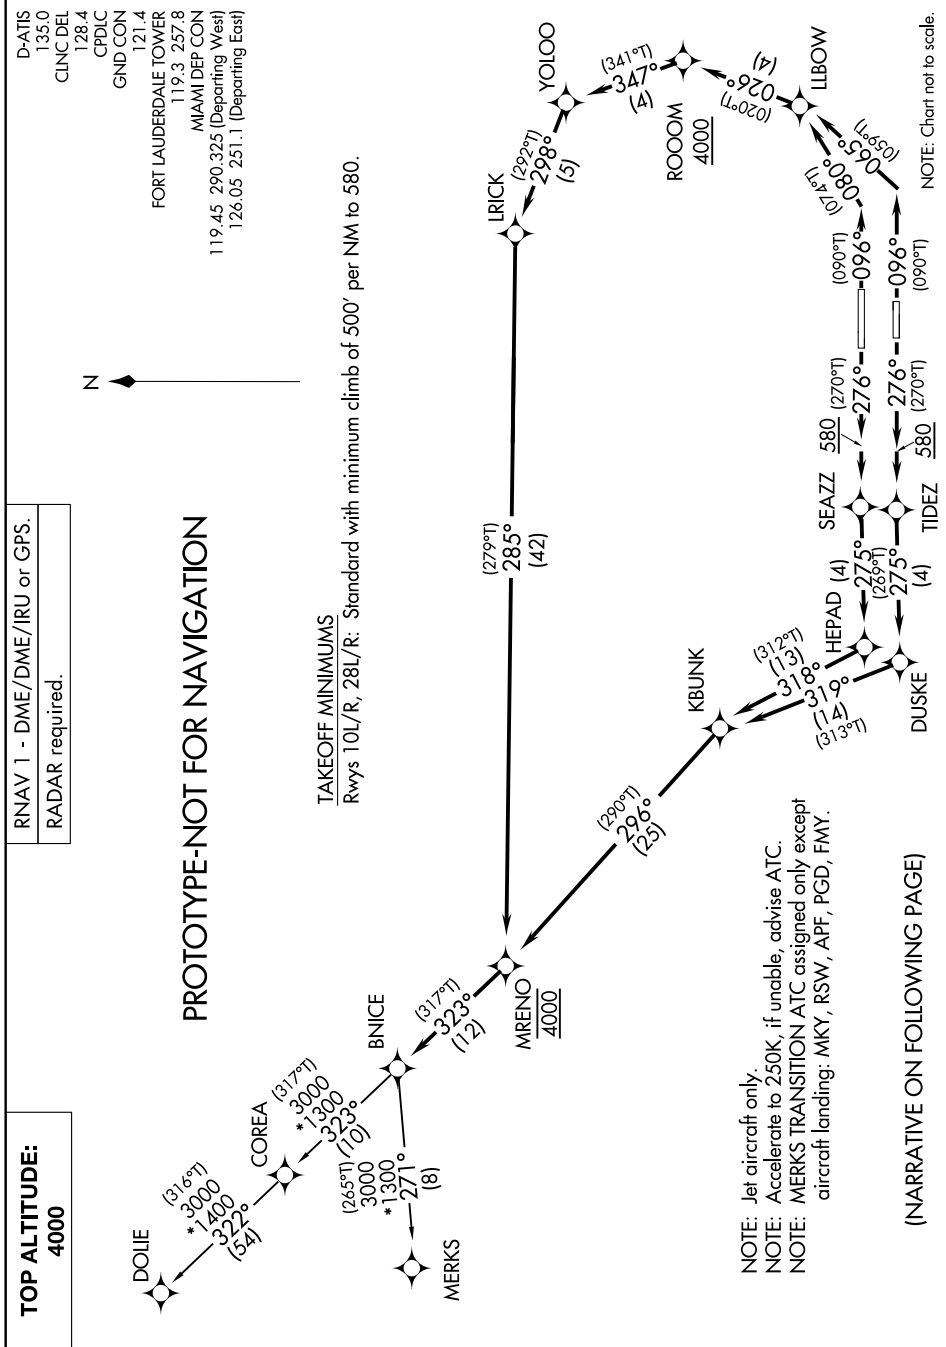 TOP ALTITUDE:
4000
RNAV 1 - DME/DME/IRU or GPS.
RADAR required.
D-ATIS
135.0
CLNC DEL
128.4
CPDLC
GND CON
121.4
FORT LAUDERDALE TOWER
119.3 257.8
MIAMI DEP CON
119.45 290.325 (Departing West)
126.05 251.1 (Departing East)
N
PROTOTYPE-NOT FOR NAVIGATION
TAKEOFF MINIMUMS
Rwys 10L/R, 28L/R: Standard with minimum climb of 500' per NM to 580.
DOLIE
(316°T)
3000
*1400
322°
(54)
COREA
(317°T)
3000
*1300
323°
(10)
BNICE
(265°T)
3000
*1300
271°
(8)
MERKS
(317°T)
323°
(12)
MRENO
4000
(279°T)
285°
(42)
LRICK
(292°T)
298°
(5)
YOLOO
(341°T)
347°
(4)
ROOOM
4000
(4)
026°
(020°T)
LLBOW
(290°T)
296°
(25)
KBUNK
(312°T)
(13)
318°
319°
(14)
(313°T)
HEPAD
DUSKE
(4)
275°
(269°T)
275°
(4)
SEAZZ
TIDEZ
580
580
(270°T)
276°
276°
(270°T)
(090°T)
096°
096°
(090°T)
(074°T)
080°
065°
(059°T)
NOTE: Jet aircraft only.
NOTE: Accelerate to 250K, if unable, advise ATC.
NOTE: MERKS TRANSITION ATC assigned only except
aircraft landing: MKY, RSW, APF, PGD, FMY.
(NARRATIVE ON FOLLOWING PAGE)
NOTE: Chart not to scale.